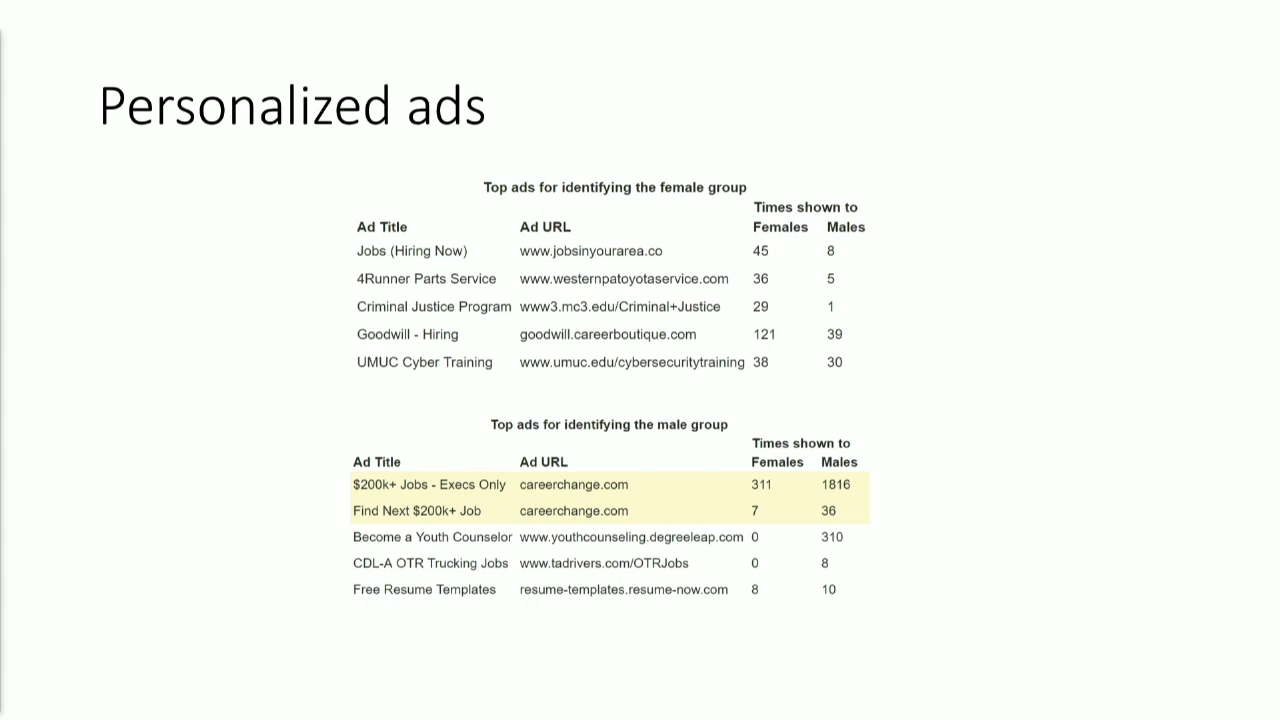 Personalized ads
Top ads for identifying the female group
Times shown to
Ad Title Ad URL Females Males
Jobs (Hiring Now) www.jobsinyourarea.co 45 8
4Runner Parts Service www.westernpatoyotaservice.com 36 5
Criminal Justice Program www3.mc3.edu/Criminal+Justice 29 1
Goodwill - Hiring goodwill.careerboutique.com 121 39
UMUC Cyber Training www.umuc.edu/cybersecuritytraining 38 30
Top ads for identifying the male group
Times shown to
Ad Title Ad URL Females Males
$200k+ Jobs - Execs Only careerchange.com 311 1816
Find Next $200k+ Job careerchange.com 7 36
Become a Youth Counselor www.youthcounseling.degreeleap.com 0 310
CDL-A OTR Trucking Jobs www.tadrivers.com/OTRJobs 0 8
Free Resume Templates resume-templates.resume-now.com 8 10